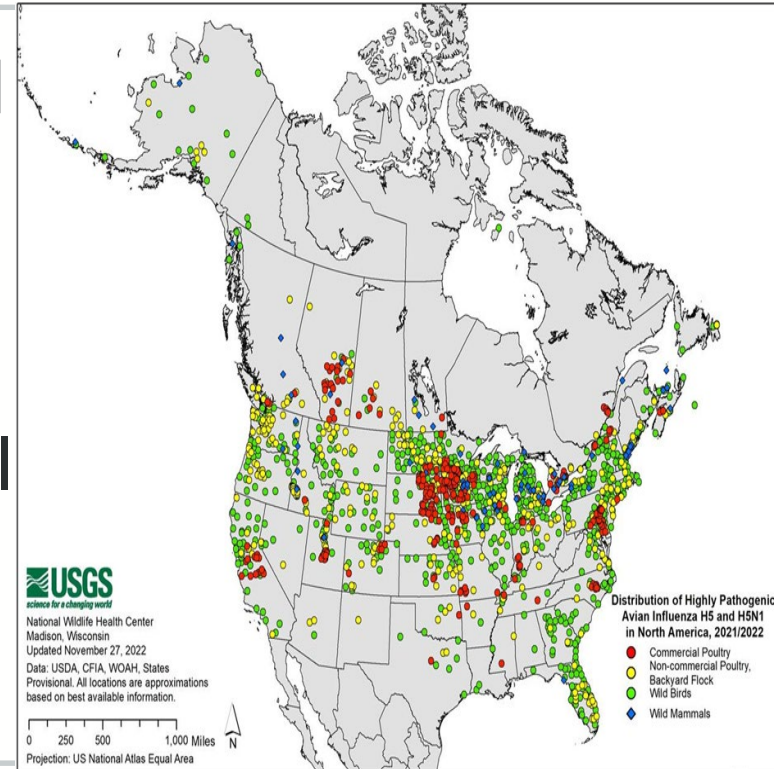 USGS
science for a changing world
National Wildlife Health Center
Madison, Wisconsin
Updated November 27, 2022
Data: USDA, CFIA, WOAH, States
Provisional. All locations are approximations
based on best available information.
0 250 500 1,000 Miles
N
Projection: US National Atlas Equal Area
Distribution of Highly Pathogenic
Avian Influenza H5 and H5N1
in North America, 2021/2022
Commercial Poultry
Non-commercial Poultry,
Backyard Flock
Wild Birds
Wild Mammals